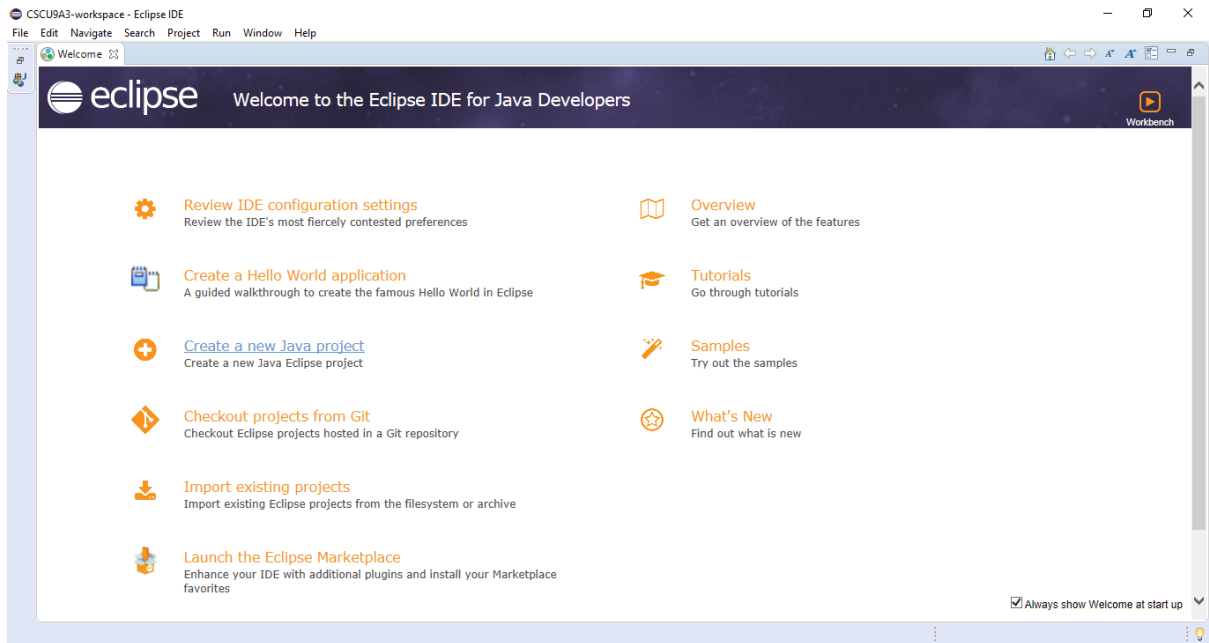 CSCU9A3-workspace - Eclipse IDE
File Edit Navigate Search Project Run Window Help
Welcome
eclipse Welcome to the Eclipse IDE for Java Developers
Workbench
Review IDE configuration settings
Review the IDE's most fiercely contested preferences
Create a Hello World application
A guided walkthrough to create the famous Hello World in Eclipse
Create a new Java project
Create a new Java Eclipse project
Checkout projects from Git
Checkout Eclipse projects hosted in a Git repository
Import existing projects
Import existing Eclipse projects from the filesystem or archive
Launch the Eclipse Marketplace
Enhance your IDE with additional plugins and install your Marketplace
favorites
Overview
Get an overview of the features
Tutorials
Go through tutorials
Samples
Try out the samples
What's New
Find out what is new
Always show Welcome at start up